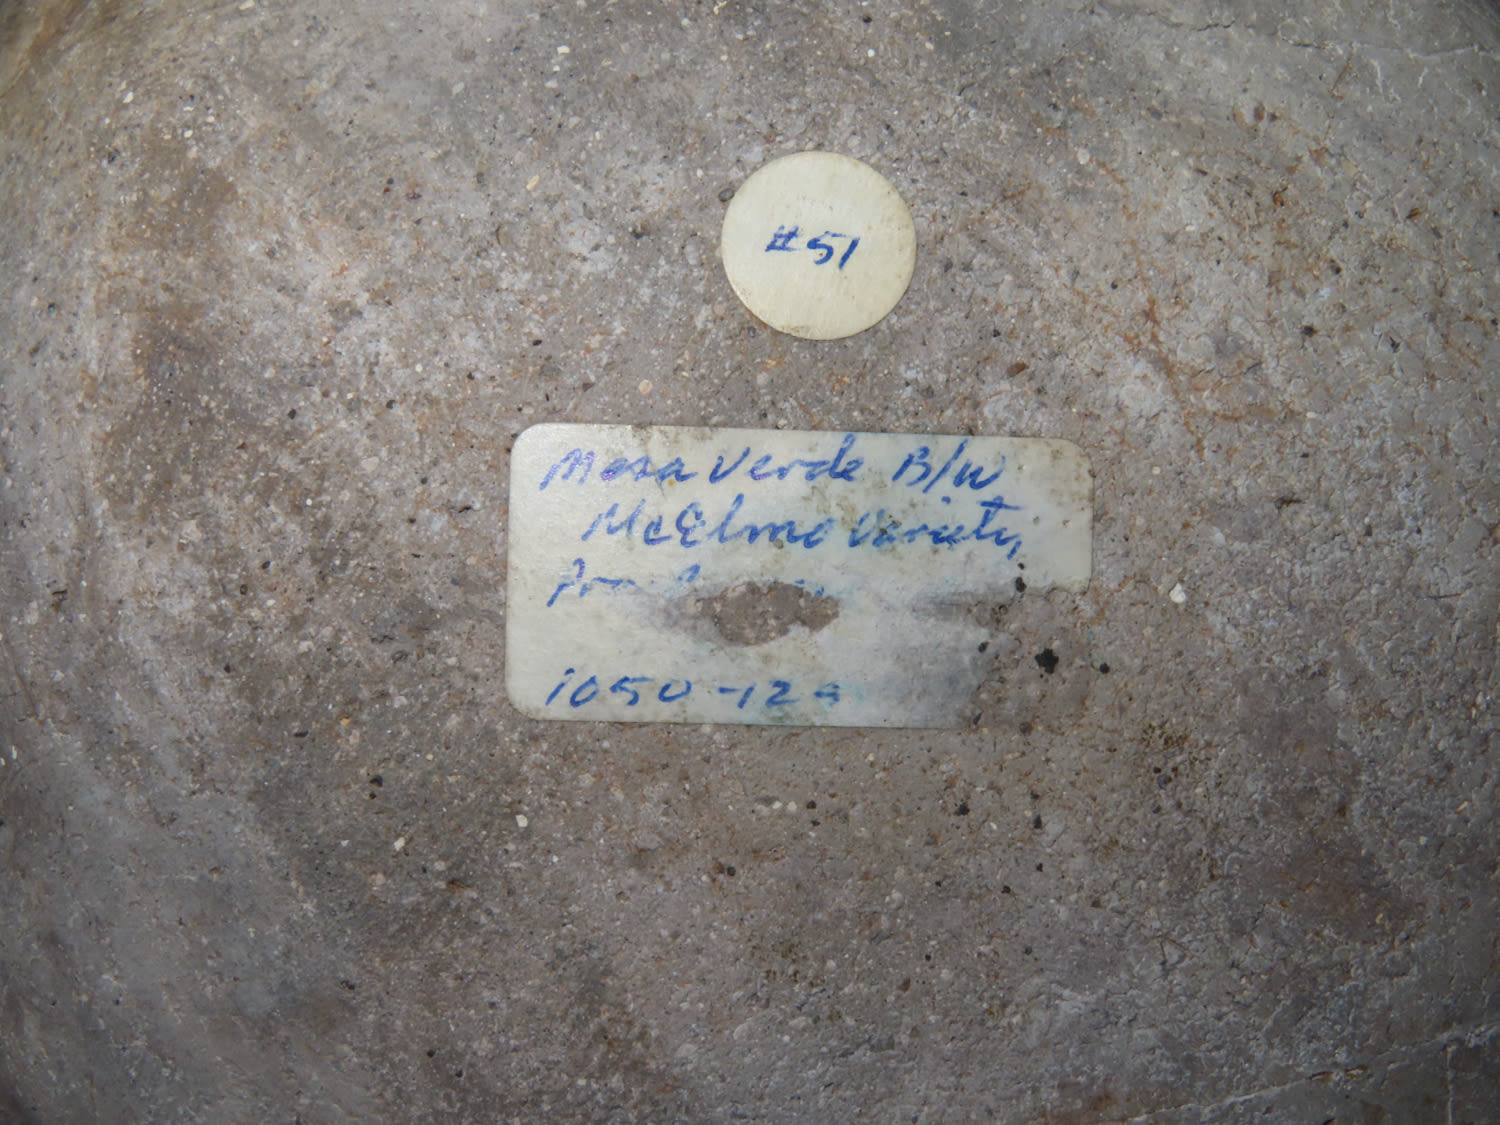 #51
Mesa Verde B/W
McElmo Variety
1050-12